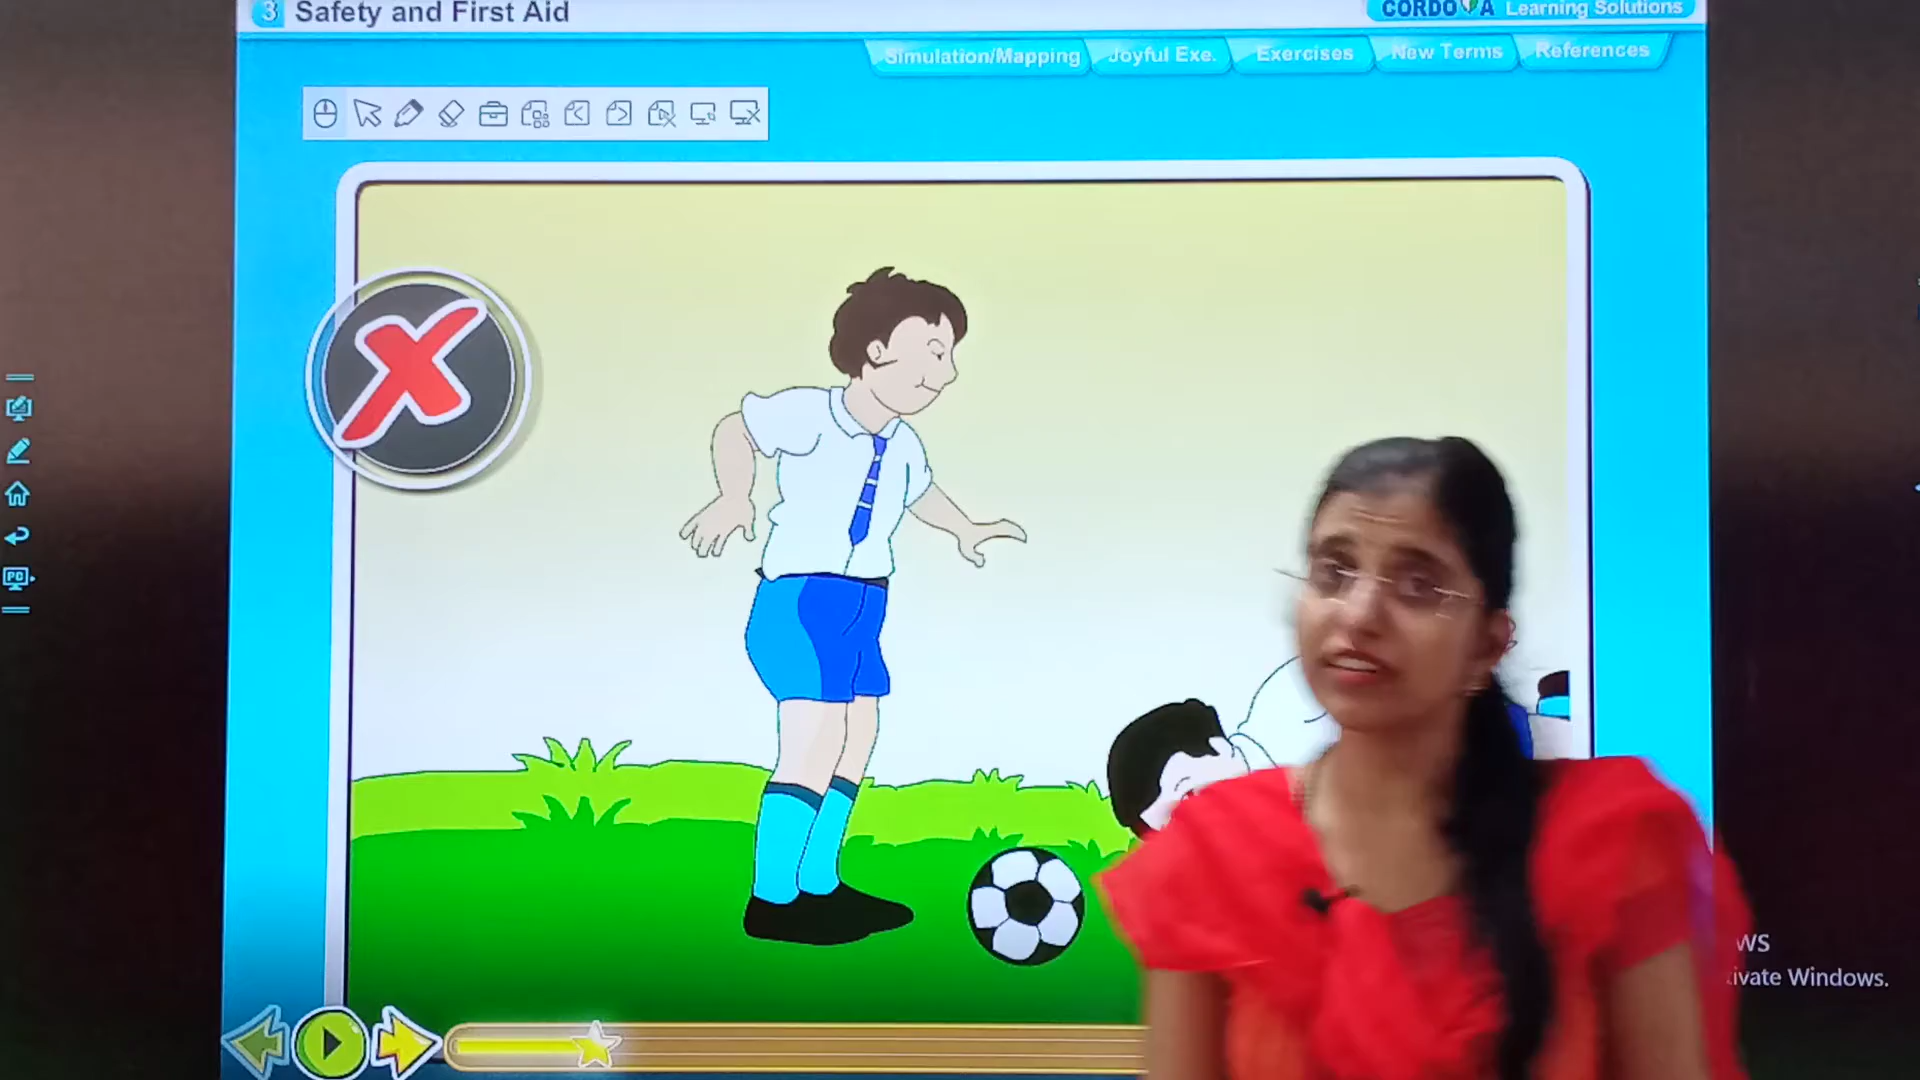 3 Safety and First Aid
CORDOVA Learning Solutions
Simulation/Mapping
Joyful Exe.
Exercises
New Terms
References
PC
ws
ivate Windows.